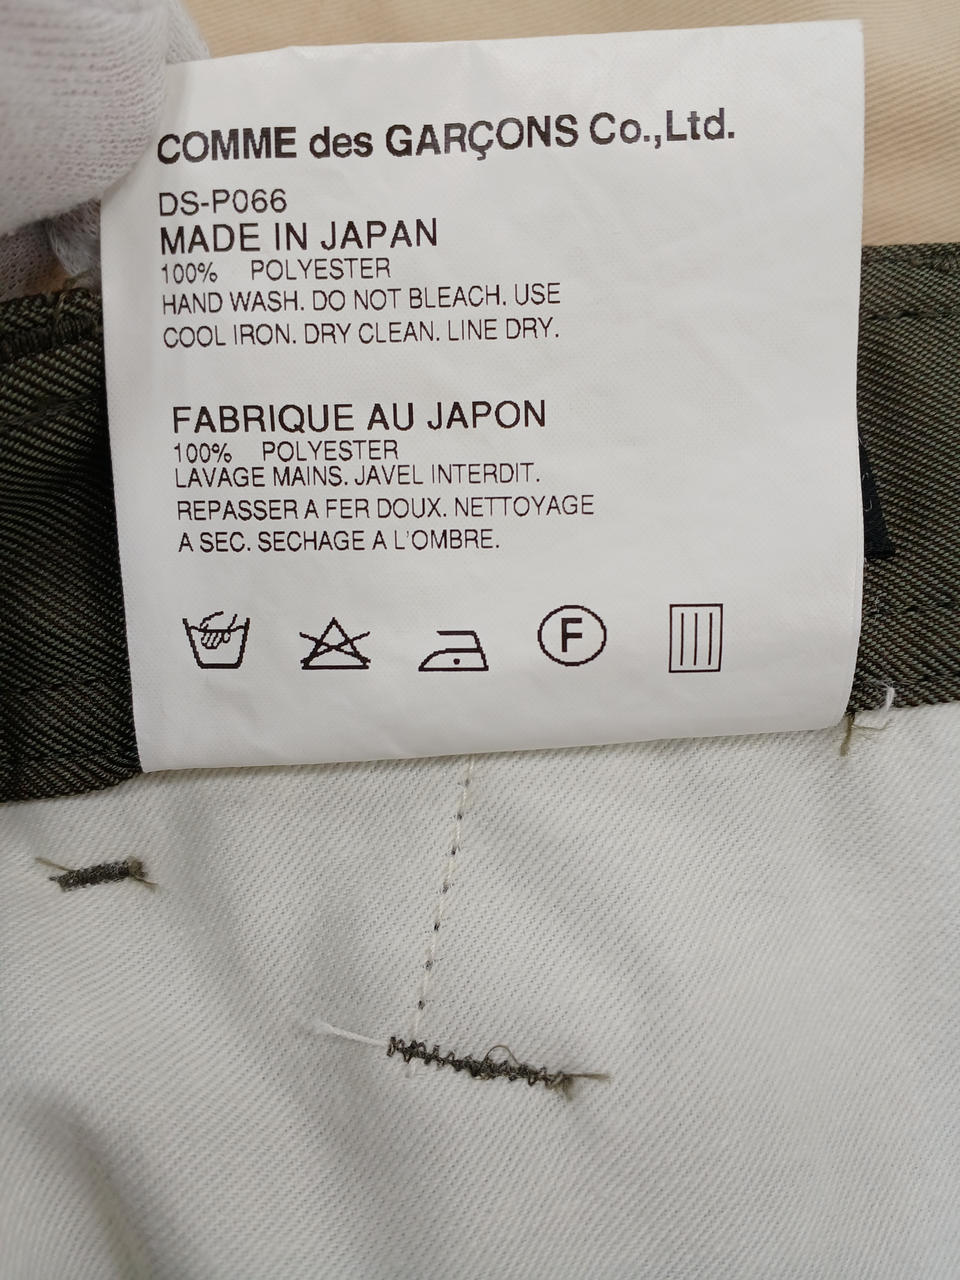 COMME des GARÇONS Co.,Ltd.
DS-P066
MADE IN JAPAN
100% POLYESTER
HAND WASH. DO NOT BLEACH. USE
COOL IRON. DRY CLEAN. LINE DRY.
FABRIQUE AU JAPON
100% POLYESTER
LAVAGE MAINS. JAVEL INTERDIT.
REPASSER A FER DOUX. NETTOYAGE
A SEC. SECHAGE A L'OMBRE.
F